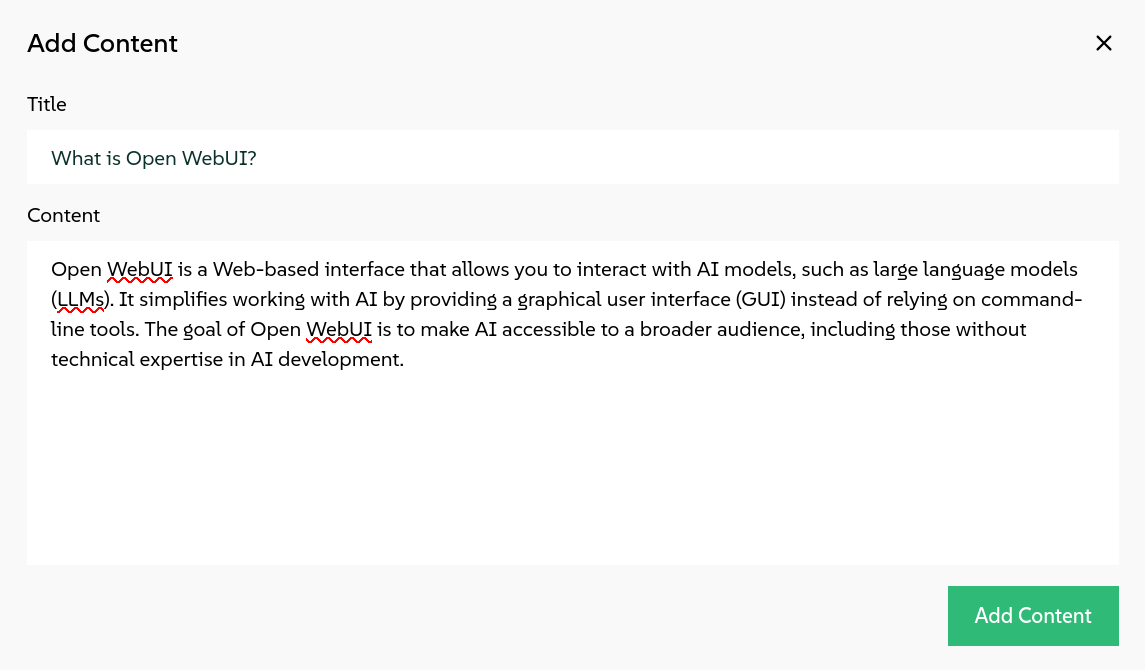 Add Content
Title
What is Open WebUI?
Content
Open WebUI is a Web-based interface that allows you to interact with AI models, such as large language models
(LLMs). It simplifies working with AI by providing a graphical user interface (GUI) instead of relying on command-
line tools. The goal of Open WebUI is to make AI accessible to a broader audience, including those without
technical expertise in AI development.
Add Content